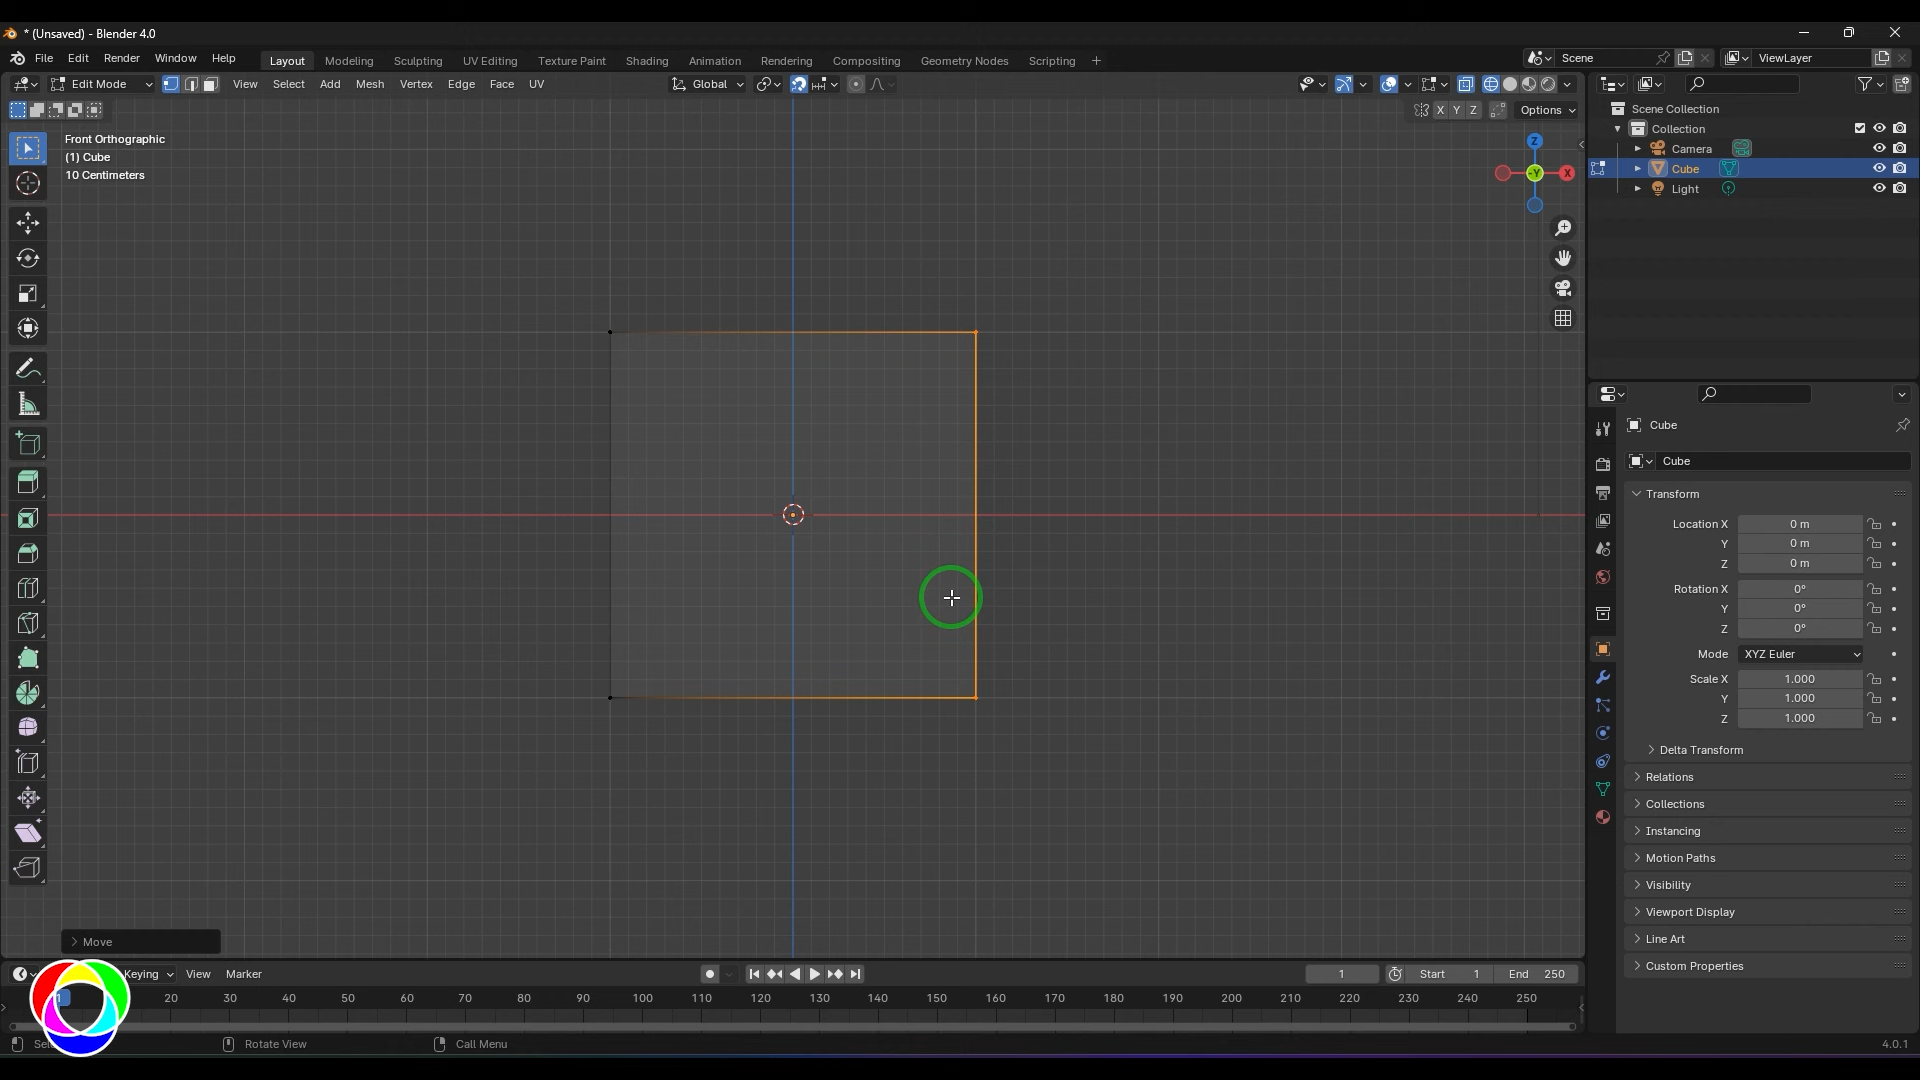 * (Unsaved) - Blender 4.0
File Edit Render Window Help Layout Modeling Sculpting UV Editing Texture Paint Shading Animation Rendering Compositing Geometry Nodes Scripting + Scene ViewLayer
Edit Mode View Select Add Mesh Vertex Edge Face UV Global
X Y Z Options
Front Orthographic
(1) Cube
10 Centimeters
Z
-Y X
Scene Collection
Collection
Camera
Cube
Light
Cube
Cube
Transform
Location X 0 m
Y 0 m
Z 0 m
Rotation X 0°
Y 0°
Z 0°
Mode XYZ Euler
Scale X 1.000
Y 1.000
Z 1.000
Delta Transform
Relations
Collections
Instancing
Motion Paths
Visibility
Viewport Display
Line Art
Custom Properties
Move
Keying View Marker 1 Start 1 End 250
1 20 30 40 50 60 70 80 90 100 110 120 130 140 150 160 170 180 190 200 210 220 230 240 250
Rotate View Call Menu 4.0.1